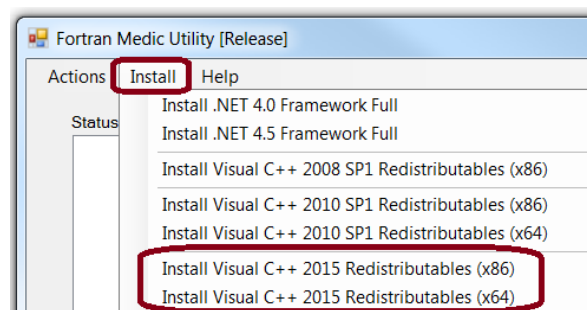 Fortran Medic Utility [Release]
Actions Install Help
Install .NET 4.0 Framework Full
Status
Install .NET 4.5 Framework Full
Install Visual C++ 2008 SP1 Redistributables (x86)
Install Visual C++ 2010 SP1 Redistributables (x86)
Install Visual C++ 2010 SP1 Redistributables (x64)
Install Visual C++ 2015 Redistributables (x86)
Install Visual C++ 2015 Redistributables (x64)